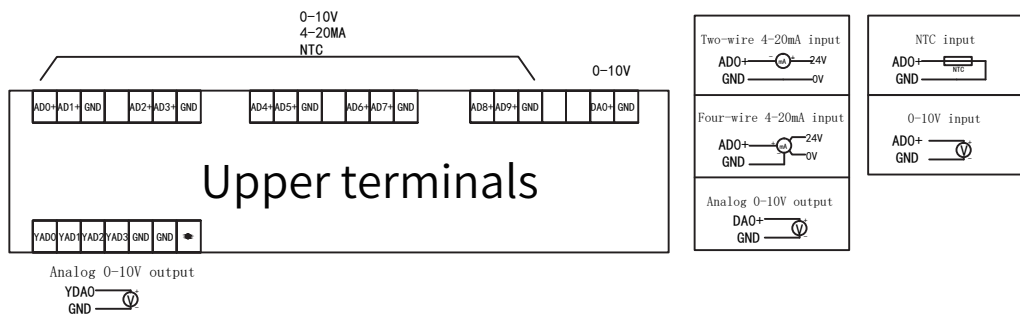 0-10V
4-20MA
NTC
0-10V
AD0+ AD1+ GND AD2+ AD3+ GND AD4+ AD5+ GND AD6+ AD7+ GND AD8+ AD9+ GND DA0+ GND
Upper terminals
YAD0 YAD1 YAD2 YAD3 GND GND
Analog 0-10V output
YDA0
GND
V
+
-
Two-wire 4-20mA input
AD0+ - mA + 24V
GND 0V
Four-wire 4-20mA input
AD0+ + mA 24V
GND - 0V
Analog 0-10V output
DA0+ +
V
GND -
NTC input
AD0+
NTC
GND
0-10V input
AD0+ +
V
GND -